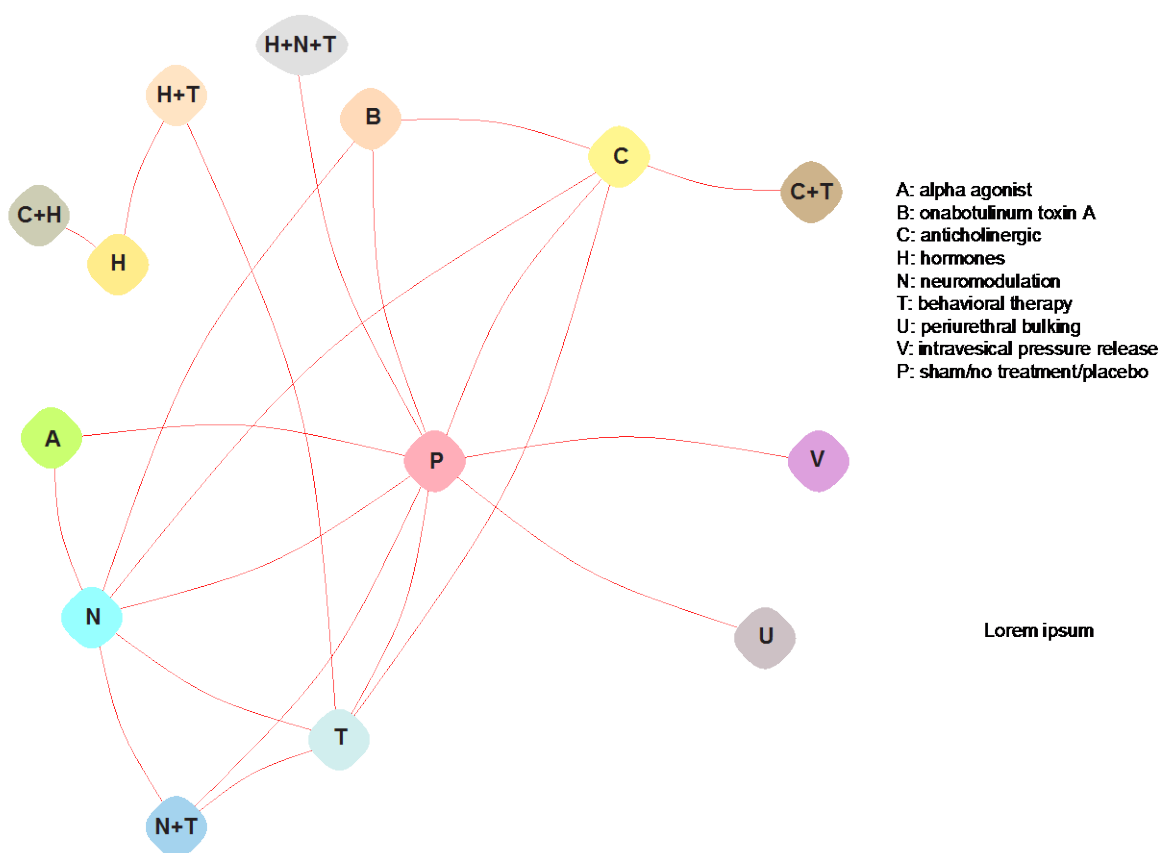 H+N+T
H+T
B
C
C+T
C+H
H
A: alpha agonist
B: onabotulinum toxin A
C: anticholinergic
H: hormones
N: neuromodulation
T: behavioral therapy
U: periurethral bulking
V: intravesical pressure release
P: sham/no treatment/placebo
A
P
V
N
U
Lorem ipsum
T
N+T